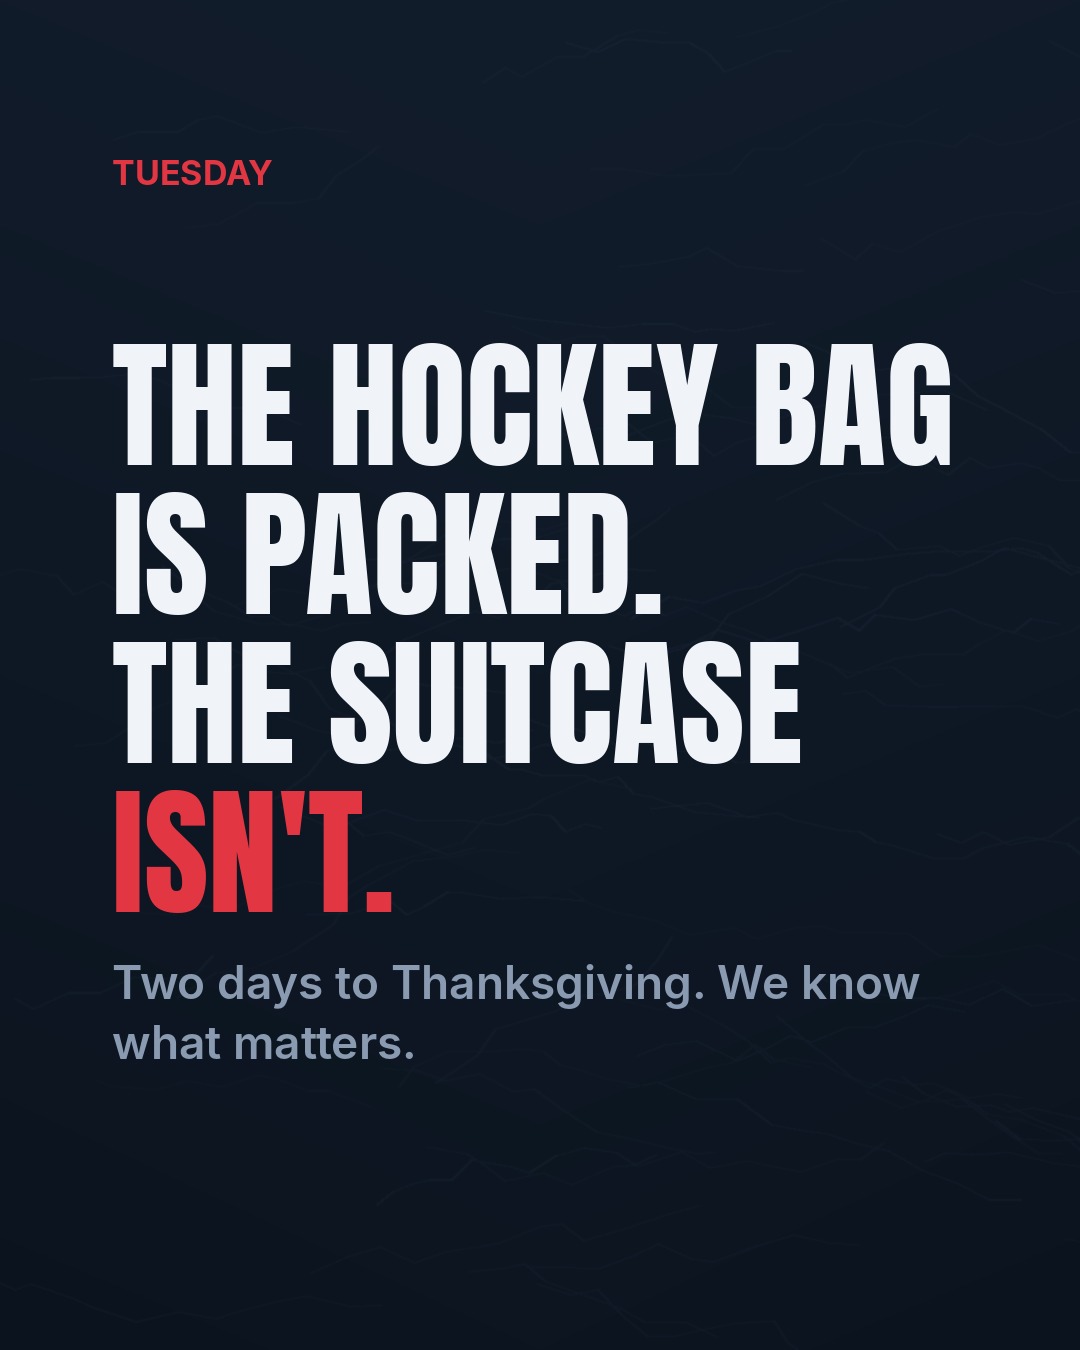 TUESDAY
THE HOCKEY BAG
IS PACKED.
THE SUITCASE
ISN'T.
Two days to Thanksgiving. We know
what matters.